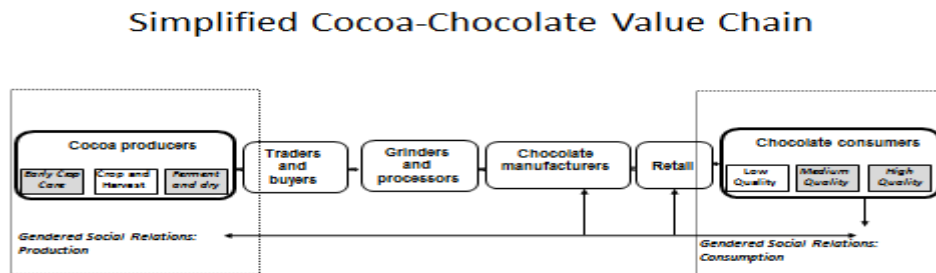 Simplified Cocoa-Chocolate Value Chain
Cocoa producers
Early Crop
Care
Crop and
Harvest
Ferment
and dry
Traders
and
buyers
Grinders
and
processors
Chocolate
manufacturers
Retail
Chocolate consumers
Low
Quality
Medium
Quality
High
Quality
Gendered Social Relations:
Production
Gendered Social Relations:
Consumption